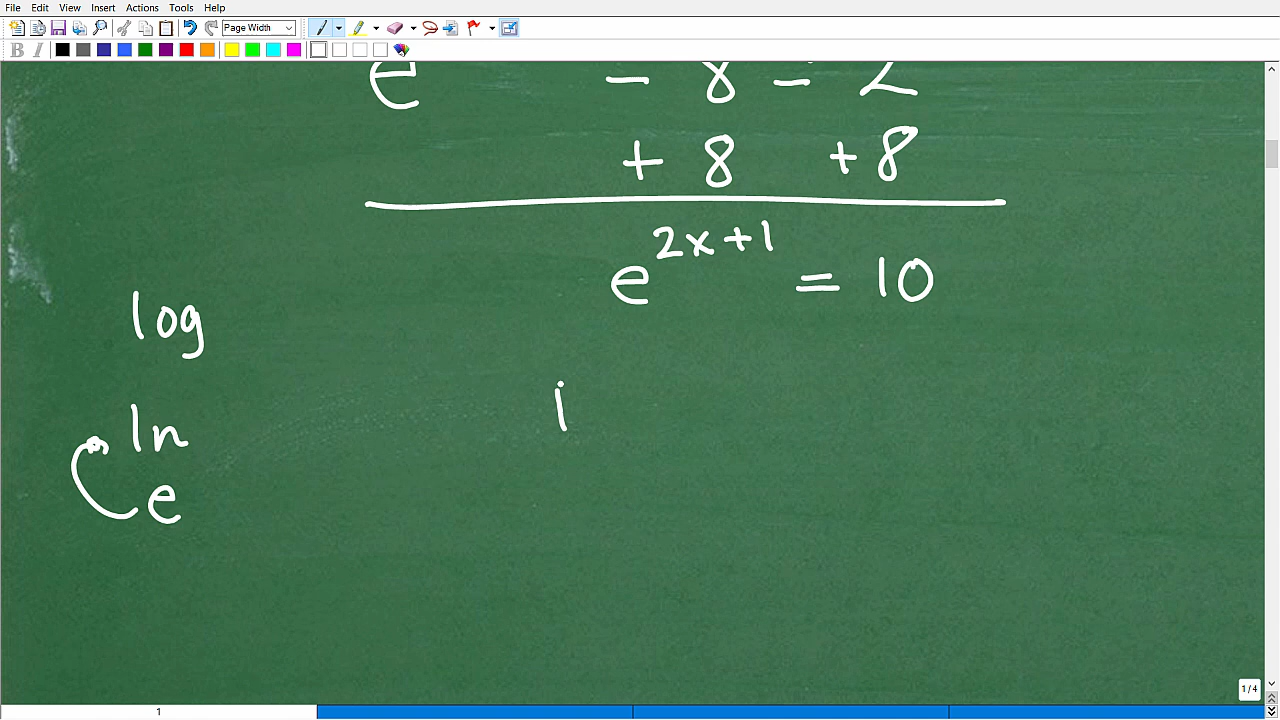 File Edit View Insert Actions Tools Help
Page Width
B I
e - 8 = 2
+ 8 + 8
e^{2x+1} = 10
log
l
ln
e
1/4
1